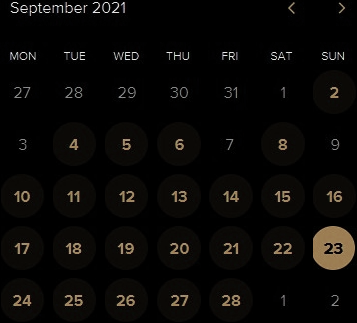 September 2021 < >
MON TUE WED THU FRI SAT SUN
27 28 29 30 31 1 2
3 4 5 6 7 8 9
10 11 12 13 14 15 16
17 18 19 20 21 22 23
24 25 26 27 28 1 2